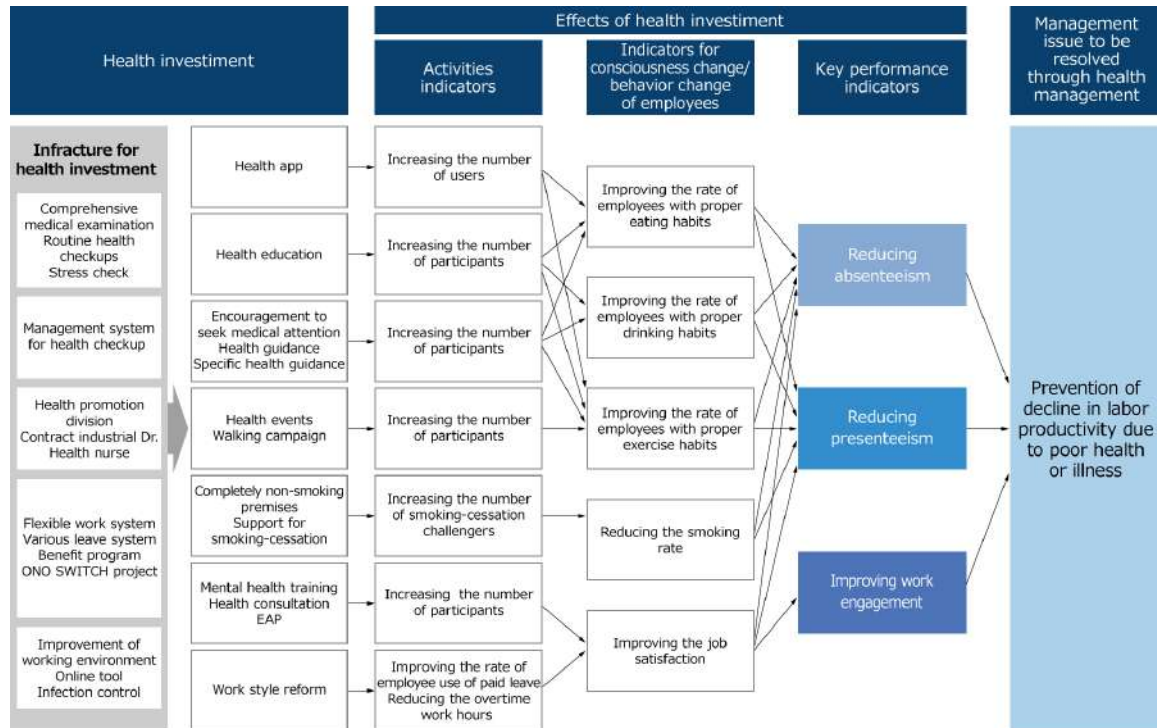 Health investiment
Effects of health investiment
Management
issue to be
resolved
through health
management
Activities
indicators
Indicators for
consciousness change/
behavior change
of employees
Key performance
indicators
Infracture for
health investment
Comprehensive
medical examination
Routine health
checkups
Stress check
Management system
for health checkup
Health promotion
division
Contract industrial Dr.
Health nurse
Flexible work system
Various leave system
Benefit program
ONO SWITCH project
Improvement of
working environment
Online tool
Infection control
Health app
Health education
Encouragement to
seek medical attention
Health guidance
Specific health guidance
Health events
Walking campaign
Completely non-smoking
premises
Support for
smoking-cessation
Mental health training
Health consultation
EAP
Work style reform
Increasing the number
of users
Increasing the number
of participants
Increasing the number
of participants
Increasing the number
of participants
Increasing the number
of smoking-cessation
challengers
Increasing the number
of participants
Improving the rate of
employee use of paid leave
Reducing the overtime
work hours
Improving the rate of
employees with proper
eating habits
Improving the rate of
employees with proper
drinking habits
Improving the rate of
employees with proper
exercise habits
Reducing the smoking
rate
Improving the job
satisfaction
Reducing
absenteeism
Reducing
presenteeism
Improving work
engagement
Prevention of
decline in labor
productivity due
to poor health
or illness